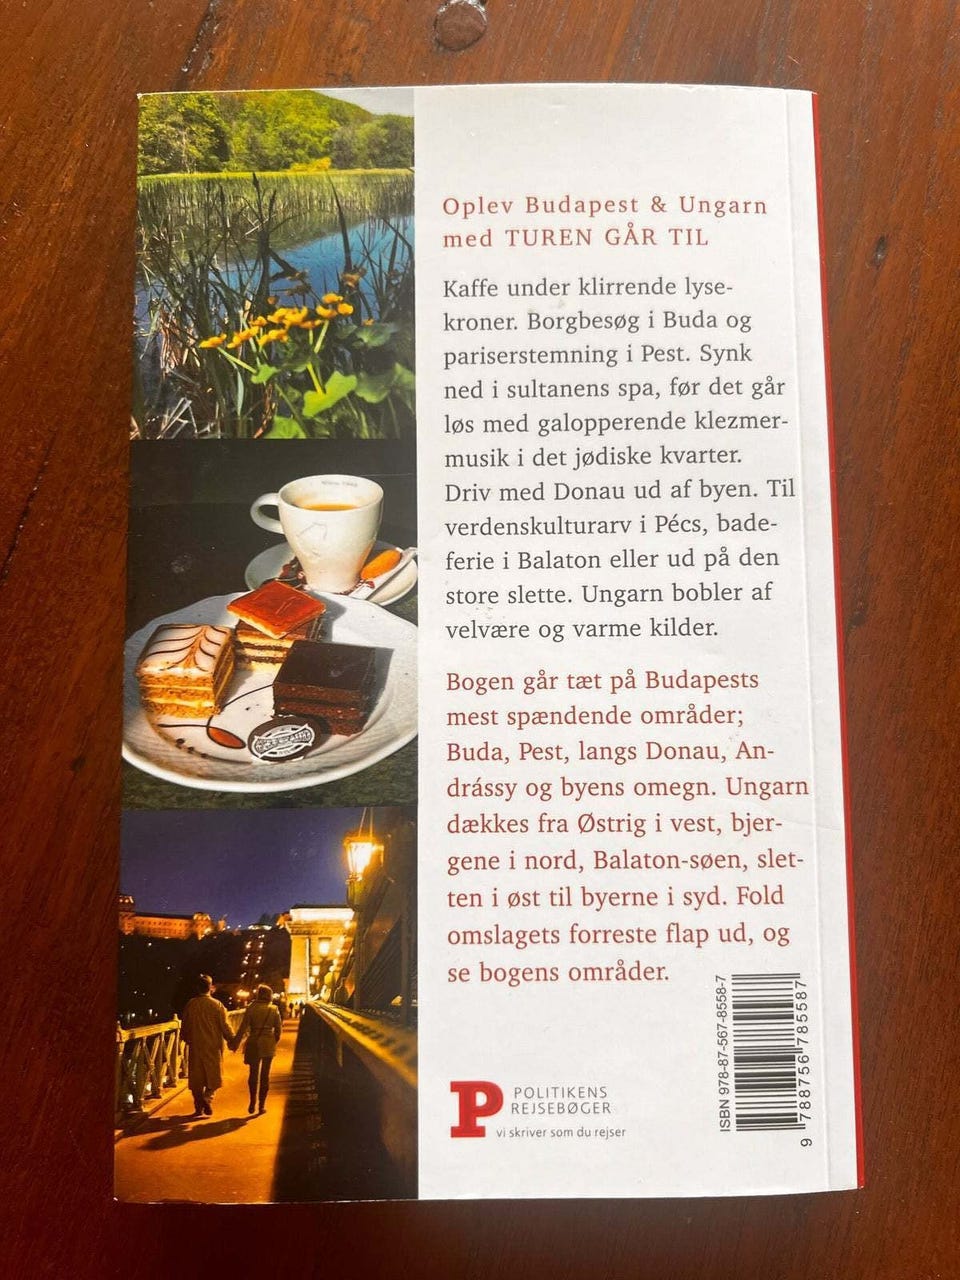 Oplev Budapest & Ungarn
med TUREN GÅR TIL
Kaffe under klirrende lyse-
kroner. Borgbesøg i Buda og
pariserstemning i Pest. Synk
ned i sultanens spa, før det går
løs med galopperende klezmer-
musik i det jødiske kvarter.
Driv med Donau ud af byen. Til
verdenskulturarv i Pécs, bade-
ferie i Balaton eller ud på den
store slette. Ungarn bobler af
velvære og varme kilder.
Bogen går tæt på Budapests
mest spændende områder;
Buda, Pest, langs Donau, An-
drássy og byens omegn. Ungarn
dækkes fra Østrig i vest, bjer-
gene i nord, Balaton-søen, slet-
ten i øst til byerne i syd. Fold
omslagets forreste flap ud, og
se bogens områder.
P
POLITIKENS
REJSEBØGER
vi skriver som du rejser
ISBN 978-87-567-8558-7
9 788756 785587